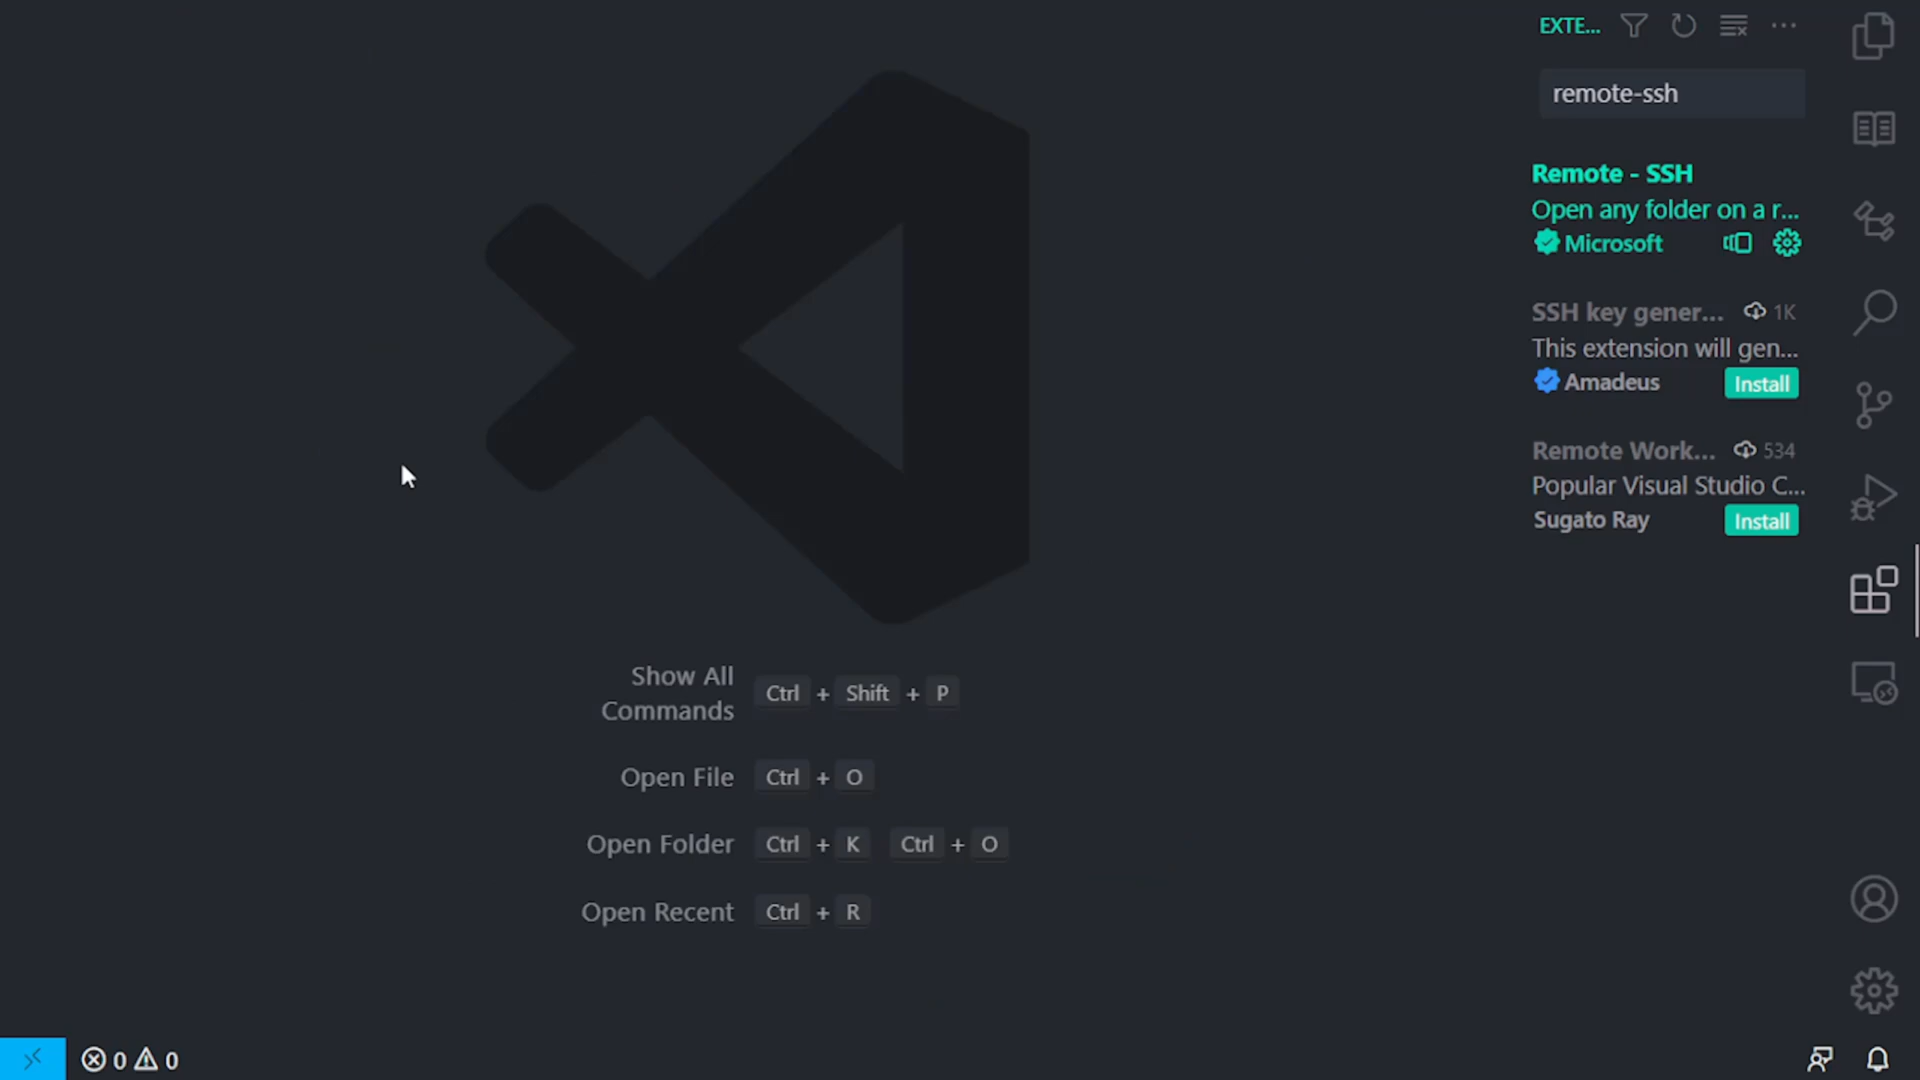 EXTE...
remote-ssh
Remote - SSH
Open any folder on a r...
Microsoft
SSH key gener... 1K
This extension will gen...
Amadeus Install
Remote Work... 534
Popular Visual Studio C...
Sugato Ray Install
Show All
Commands Ctrl + Shift + P
Open File Ctrl + O
Open Folder Ctrl + K Ctrl + O
Open Recent Ctrl + R
0 0